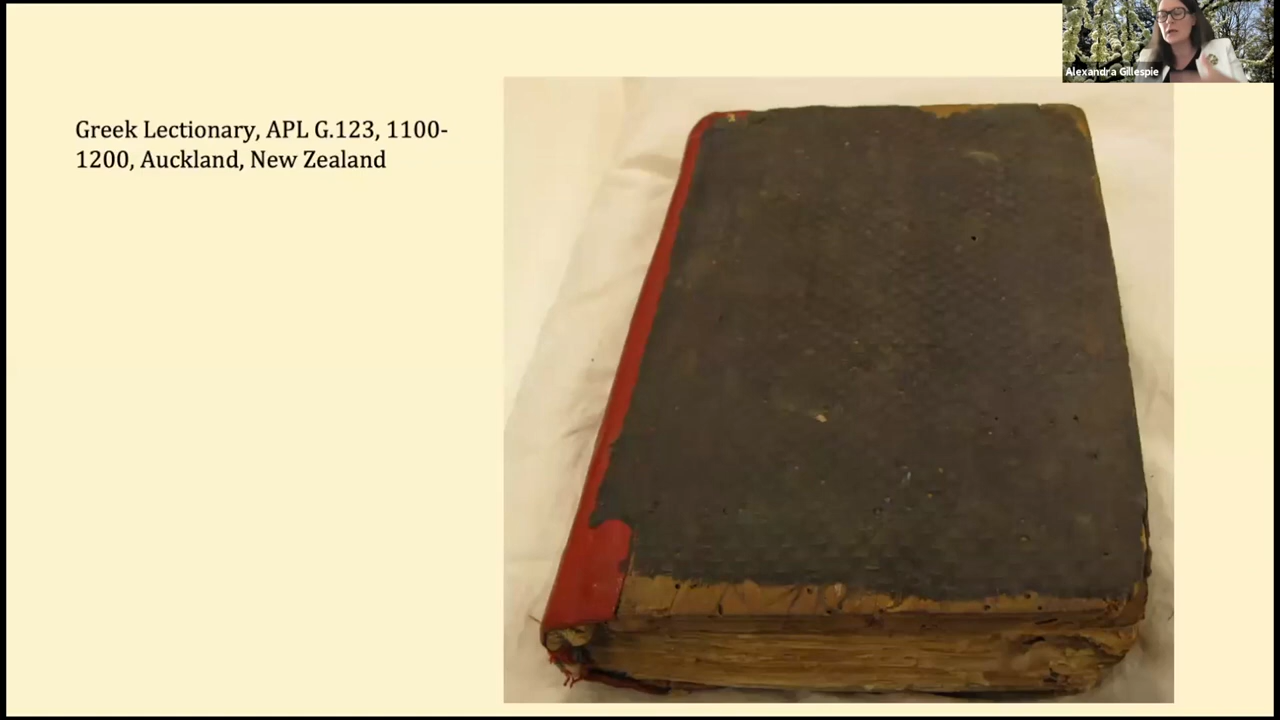 Alexandra Gillespie
Greek Lectionary, APL G.123, 1100-
1200, Auckland, New Zealand